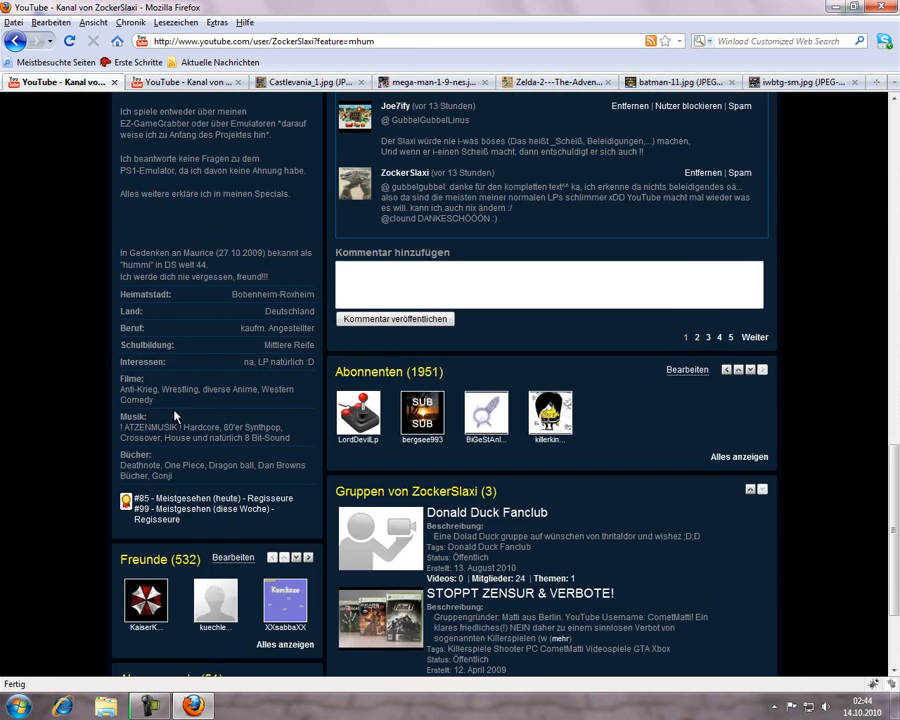 YouTube - Kanal von ZockerSlaxi - Mozilla Firefox
Datei Bearbeiten Ansicht Chronik Lesezeichen Extras Hilfe
http://www.youtube.com/user/ZockerSlaxi?feature=mhum
Winload Customized Web Search
Meistbesuchte Seiten Erste Schritte Aktuelle Nachrichten
YouTube - Kanal vo... YouTube - Kanal von ... Castlevania_1.jpg (JP... mega-man-1-9-nes.j... Zelda-2---The-Adven... batman-11.jpg (JPEG... iwbtg-sm.jpg (JPEG-...
Ich spiele entweder über meinen
EZ-GameGrabber oder über Emulatoren *darauf
weise ich zu Anfang des Projektes hin*.
Ich beantworte keine Fragen zu dem
PS1-Emulator, da ich davon keine Ahnung habe.
Alles weitere erkläre ich in meinen Specials.
In Gedenken an Maurice (27.10.2009) bekannt als
"hummi" in DS welt 44.
Ich werde dich nie vergessen, freund!!!
Heimatstadt: Bobenheim-Roxheim
Land: Deutschland
Beruf: kaufm. Angestellter
Schulbildung: Mittlere Reife
Interessen: na, LP natürlich :D
Filme:
Anti-Krieg, Wrestling, diverse Anime, Western
Comedy
Musik:
! ATZENMUSIK ! Hardcore, 80'er Synthpop,
Crossover, House und natürlich 8 Bit-Sound
Bücher:
Deathnote, One Piece, Dragon ball, Dan Browns
Bücher, Gonji
#85 - Meistgesehen (heute) - Regisseure
#99 - Meistgesehen (diese Woche) -
Regisseure
Freunde (532) Bearbeiten
KaiserK... kuechle... XXsabbaXX
Alles anzeigen
Joe7ify (vor 13 Stunden) Entfernen | Nutzer blockieren | Spam
@ GubbelGubbelLinus
Der Slaxi würde nie i-was böses (Das heißt _Scheiß, Beleidigungen,...) machen,
Und wenn er i-einen Scheiß macht, dann entschuldigt er sich auch !!
ZockerSlaxi (vor 13 Stunden) Entfernen | Spam
@ gubbelgubbel: danke für den kompletten text^^ ka, ich erkenne da nichts beleidigendes oä...
also da sind die meisten meiner normalen LPs schlimmer xDD YouTube macht mal wieder was
es will. kann ich auch nix ändern :/
@clound DANKESCHÖÖÖN :)
Kommentar hinzufügen
Kommentar veröffentlichen
1 2 3 4 5 Weiter
Abonnenten (1951) Bearbeiten
SUB
SUB
LordDevilLp bergsee993 BiGeStAnl... killerkin...
Alles anzeigen
Gruppen von ZockerSlaxi (3)
Donald Duck Fanclub
Beschreibung:
Eine Dolad Duck gruppe auf wünschen von thritaldor und wishez ;D;D
Tags: Donald Duck Fanclub
Status: Öffentlich
Erstellt: 13. August 2010
Videos: 0 | Mitglieder: 24 | Themen: 1
STOPPT ZENSUR & VERBOTE!
Beschreibung:
Gruppengründer: Matti aus Berlin. YouTube Username: CometMatti! Ein
klares friedliches(!) NEIN daher zu einem sinnlosen Verbot von
sogenannten Killerspielen (w (mehr)
Tags: Killerspiele Shooter PC CometMatti Videospiele GTA Xbox
Status: Öffentlich
Erstellt: 12. April 2009
Fertig
02:44
14.10.2010